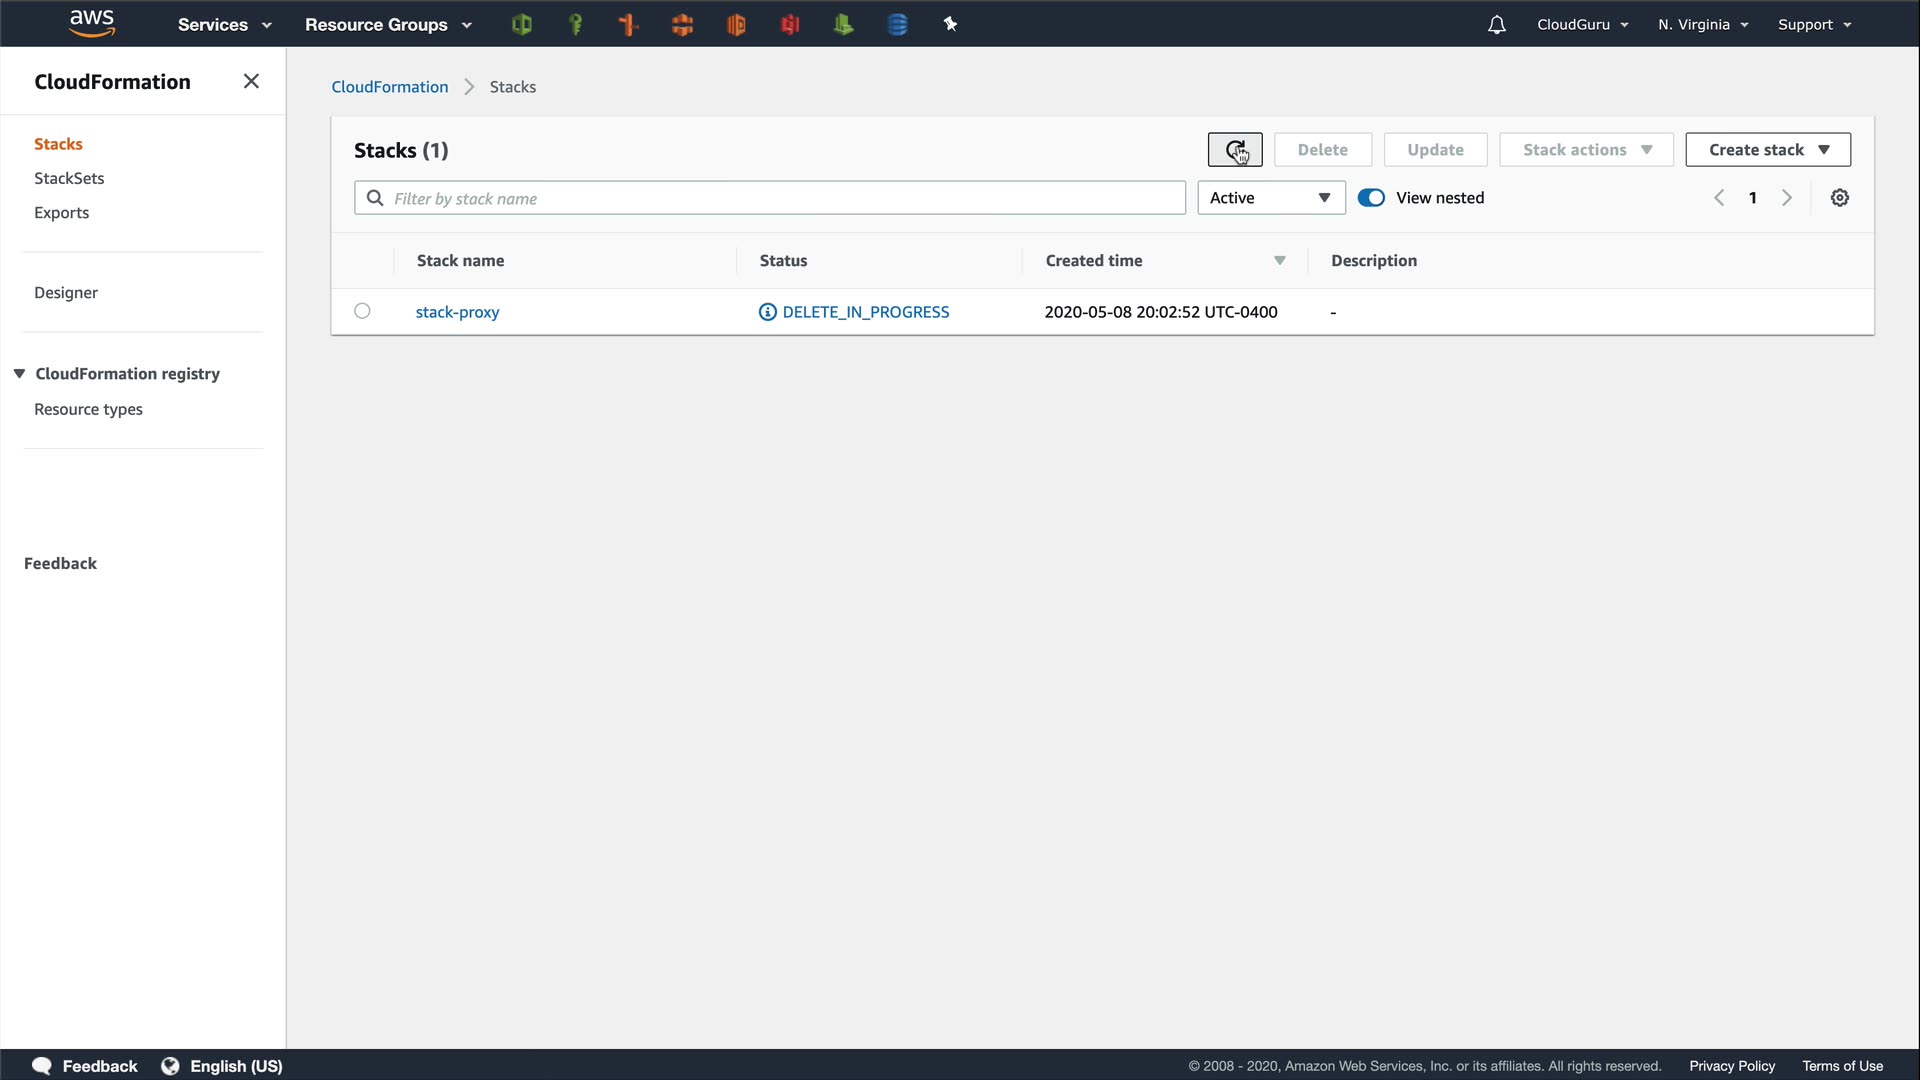 aws Services Resource Groups CloudGuru N. Virginia Support
CloudFormation
Stacks
StackSets
Exports
Designer
CloudFormation registry
Resource types
Feedback
CloudFormation Stacks
Stacks (1)
Delete Update Stack actions Create stack
Filter by stack name Active View nested 1
Stack name Status Created time Description
stack-proxy DELETE_IN_PROGRESS 2020-05-08 20:02:52 UTC-0400 -
Feedback English (US) © 2008 - 2020, Amazon Web Services, Inc. or its affiliates. All rights reserved. Privacy Policy Terms of Use